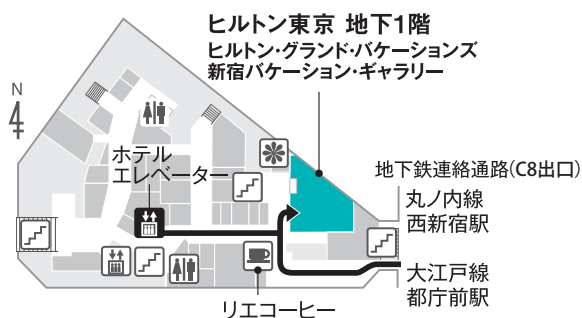 ヒルトン東京 地下1階
ヒルトン・グランド・バケーションズ
新宿バケーション・ギャラリー
N
ホテル
エレベーター
地下鉄連絡通路(C8出口)
丸ノ内線
西新宿駅
大江戸線
都庁前駅
リエコーヒー